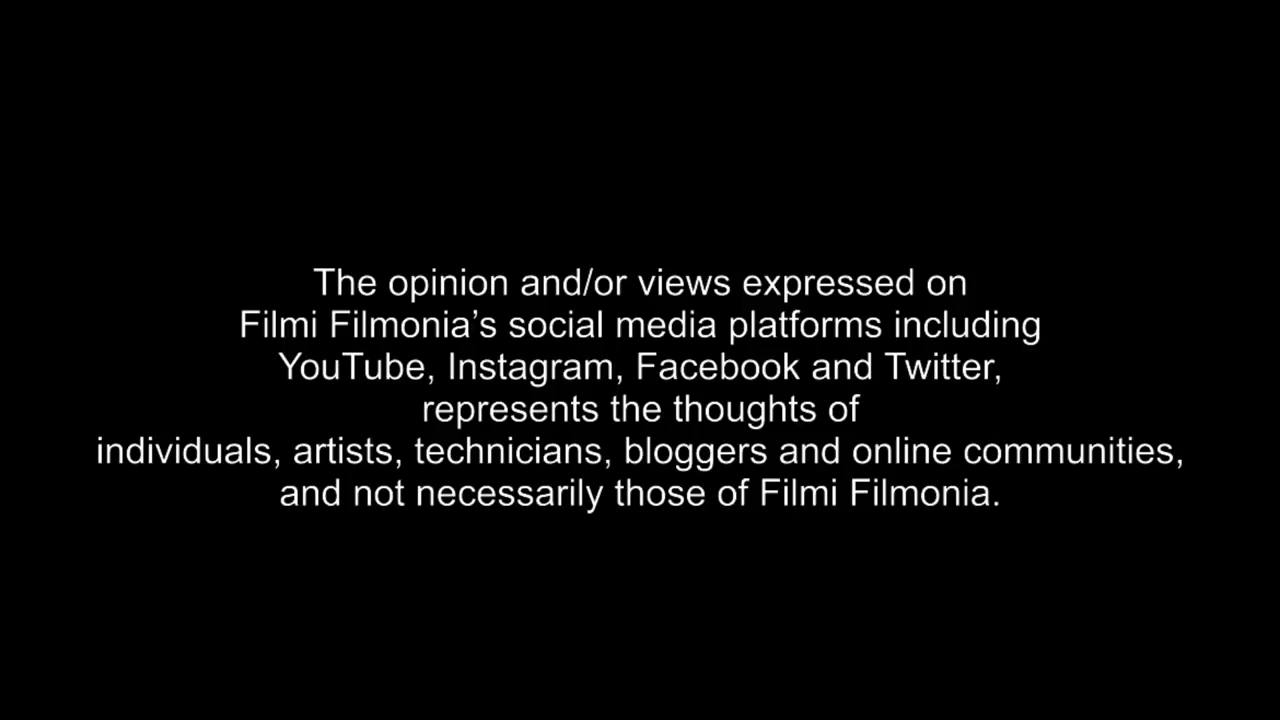 The opinion and/or views expressed on
Filmi Filmonia’s social media platforms including
YouTube, Instagram, Facebook and Twitter,
represents the thoughts of
individuals, artists, technicians, bloggers and online communities,
and not necessarily those of Filmi Filmonia.